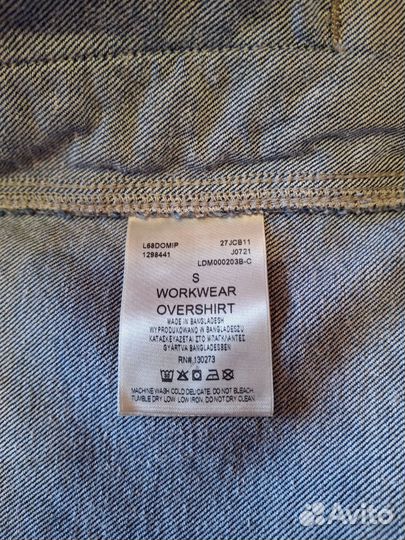 L68DOMIP 27JCB11
1298441 J0721
LDM000203B-C
S
WORKWEAR
OVERSHIRT
MADE IN BANGLADESH
WYPRODUKOWANO W BANGLADESZU
ΚΑΤΑΣΚΕΥΑΖΕΤΑΙ ΣΤΟ ΜΠΑΓΚΛΑΝΤΕΣ
GYÁRTVA BANGLADESBEN
RN#.130273
MACHINE WASH COLD DELICATE. DO NOT BLEACH.
TUMBLE DRY LOW. LOW IRON. DO NOT DRY CLEAN
Avito